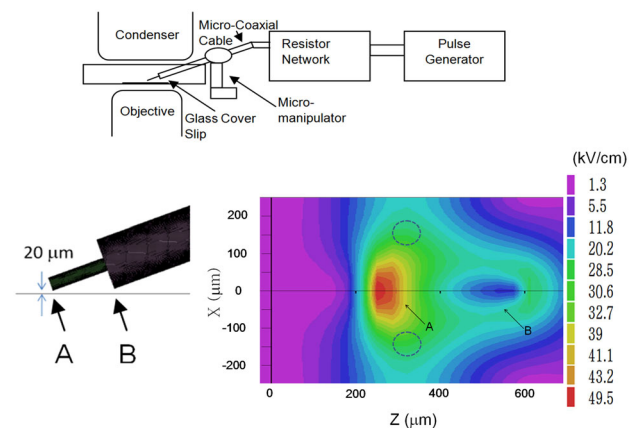 Condenser
Micro-Coaxial
Cable
Resistor
Network
Pulse
Generator
Objective
Glass Cover
Slip
Micro-
manipulator
(kV/cm)
1.3
5.5
11.8
20.2
28.5
30.6
32.7
39
41.1
43.2
49.5
20 μm
A
B
X (μm)
200
100
0
-100
-200
A
B
0
200
400
600
Z (μm)